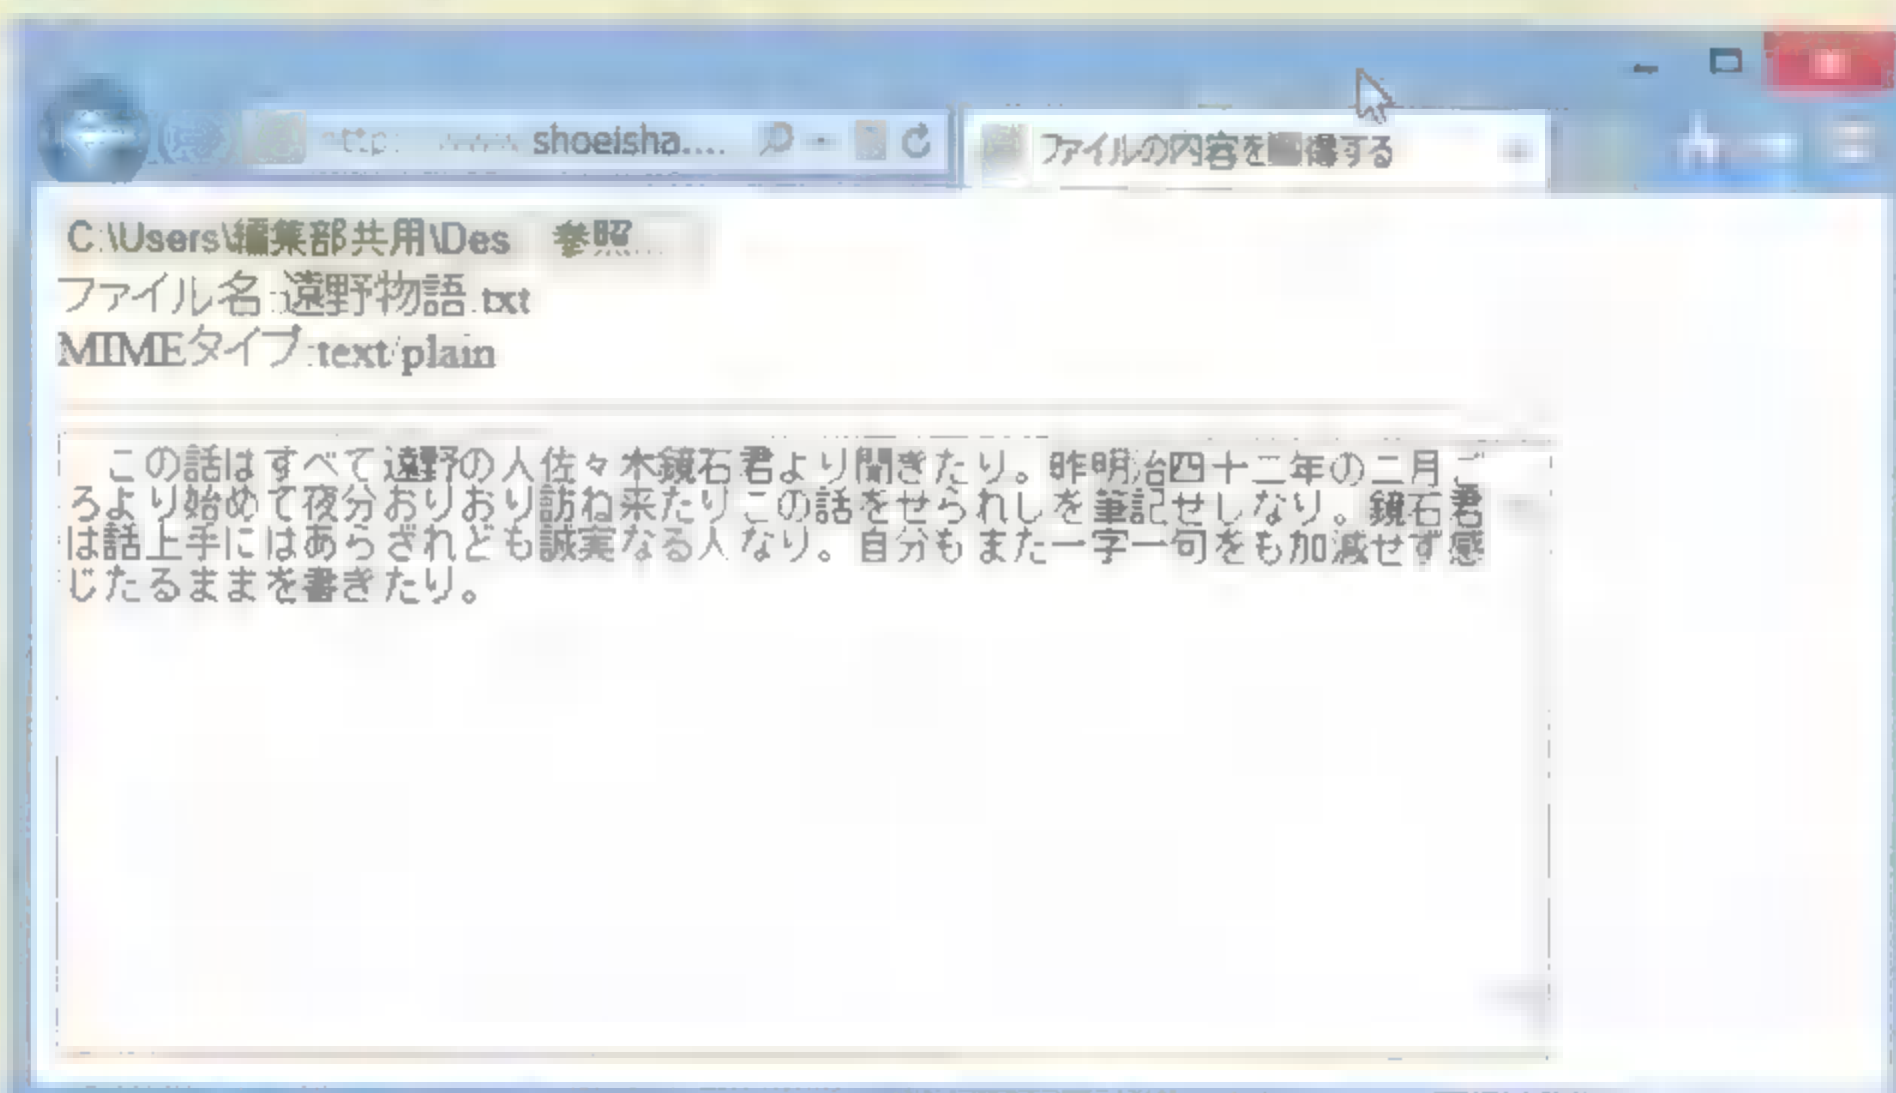 shoeisha....
ファイルの内容を 得する
C:\Users\編集部共用\Des 参照...
ファイル名:遠野物語.txt
MIMEタイプ:text/plain
この話はすべて遠野の人佐々木鏡石君より聞きたり。昨明治四十二年の二月ご
ろより始めて夜分おりおり訪ね来たりこの話をせられしを筆記せしなり。鏡石君
は話上手にはあらざれども誠実なる人なり。自分もまた一字一句をも加減せず感
じたるままを書きたり。